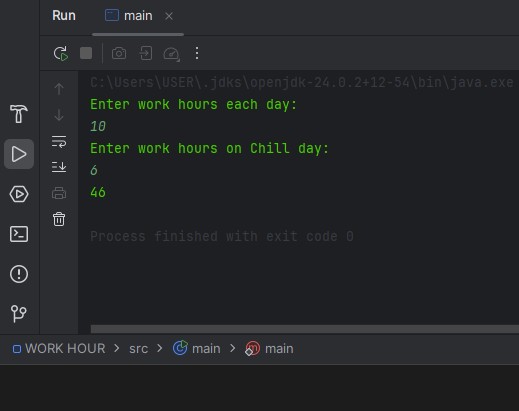 Run main
C:\Users\USER\.jdks\openjdk-24.0.2+12-54\bin\java.exe
Enter work hours each day:
10
Enter work hours on Chill day:
6
46
Process finished with exit code 0
WORK HOUR > src > main > main